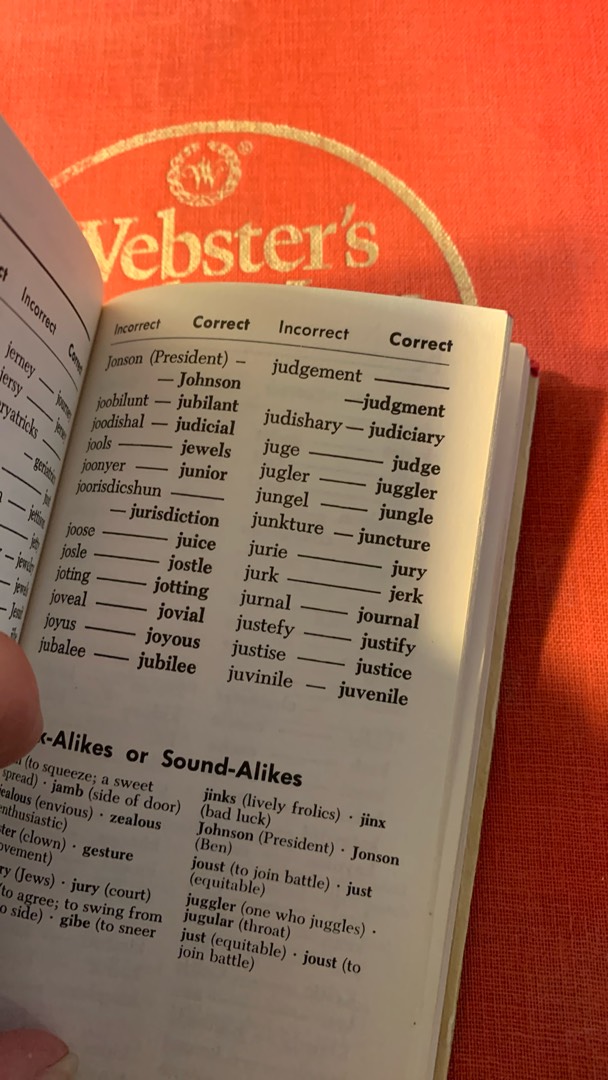 Webster's
Incorrect
Correct
jerney —
jersy —
— geriatric
Incorrect Correct
Jonson (President) –
— Johnson
joobilunt — jubilant
joodishal — judicial
jools — jewels
joonyer — junior
joorisdicshun —
— jurisdiction
joose — juice
josle — jostle
joting — jotting
joveal — jovial
joyus — joyous
jubalee — jubilee
Incorrect Correct
judgement —
—judgment
judishary — judiciary
juge — judge
jugler — juggler
jungel — jungle
junkture — juncture
jurie — jury
jurk — jerk
jurnal — journal
justefy — justify
justise — justice
juvinile — juvenile
-Alikes or Sound-Alikes
(to squeeze; a sweet
spread) · jamb (side of door)
jealous (envious) · zealous
enthusiastic)
(clown) · gesture
(Jews) · jury (court)
to agree; to swing from
side) · gibe (to sneer
jinks (lively frolics) · jinx
(bad luck)
Johnson (President) · Jonson
(Ben)
joust (to join battle) · just
(equitable)
juggler (one who juggles) ·
jugular (throat)
just (equitable) · joust (to
join battle)